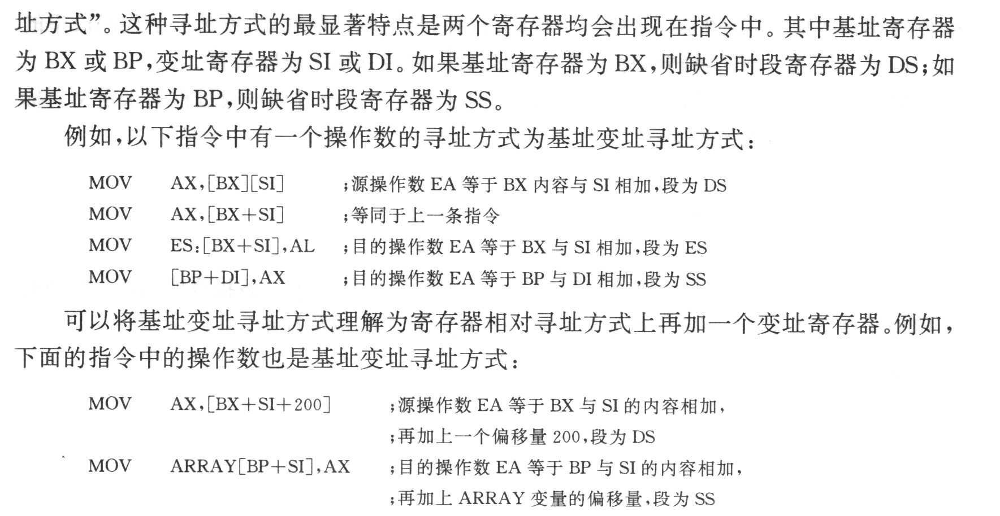 址方式”。这种寻址方式的最显著特点是两个寄存器均会出现在指令中。其中基址寄存器
为 BX 或 BP,变址寄存器为 SI 或 DI。如果基址寄存器为 BX,则缺省时段寄存器为 DS;如
果基址寄存器为 BP,则缺省时段寄存器为 SS。
例如,以下指令中有一个操作数的寻址方式为基址变址寻址方式:
MOV AX,[BX][SI] ;源操作数 EA 等于 BX 内容与 SI 相加,段为 DS
MOV AX,[BX+SI] ;等同于上一条指令
MOV ES:[BX+SI],AL ;目的操作数 EA 等于 BX 与 SI 相加,段为 ES
MOV [BP+DI],AX ;目的操作数 EA 等于 BP 与 DI 相加,段为 SS
可以将基址变址寻址方式理解为寄存器相对寻址方式上再加一个变址寄存器。例如,
下面的指令中的操作数也是基址变址寻址方式:
MOV AX,[BX+SI+200] ;源操作数 EA 等于 BX 与 SI 的内容相加,
;再加上一个偏移量 200,段为 DS
MOV ARRAY[BP+SI],AX ;目的操作数 EA 等于 BP 与 SI 的内容相加,
;再加上 ARRAY 变量的偏移量,段为 SS